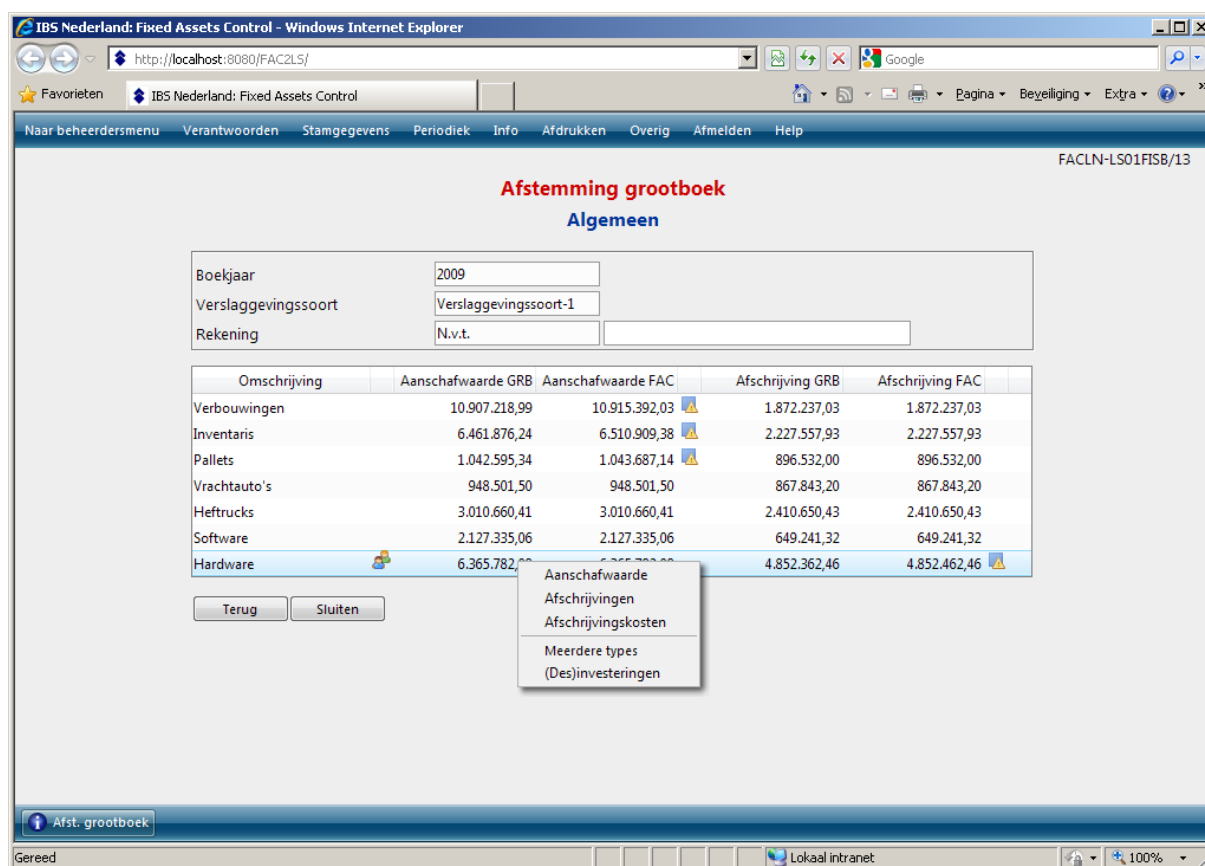 IBS Nederland: Fixed Assets Control - Windows Internet Explorer
http://localhost:8080/FAC2LS/
Google
Favorieten IBS Nederland: Fixed Assets Control Pagina Beveiliging Extra
Naar beheerdersmenu Verantwoorden Stamgegevens Periodiek Info Afdrukken Overig Afmelden Help
FACLN-LS01FISB/13
Afstemming grootboek
Algemeen
Boekjaar 2009
Verslaggevingssoort Verslaggevingssoort-1
Rekening N.v.t.
Omschrijving Aanschafwaarde GRB Aanschafwaarde FAC Afschrijving GRB Afschrijving FAC
Verbouwingen 10.907.218,99 10.915.392,03 1.872.237,03 1.872.237,03
Inventaris 6.461.876,24 6.510.909,38 2.227.557,93 2.227.557,93
Pallets 1.042.595,34 1.043.687,14 896.532,00 896.532,00
Vrachtauto's 948.501,50 948.501,50 867.843,20 867.843,20
Heftrucks 3.010.660,41 3.010.660,41 2.410.650,43 2.410.650,43
Software 2.127.335,06 2.127.335,06 649.241,32 649.241,32
Hardware 4.852.362,46 4.852.462,46
Aanschafwaarde
Afschrijvingen
Afschrijvingskosten
Meerdere types
(Des)investeringen
Terug Sluiten
Afst. grootboek
Gereed Lokaal intranet 100%